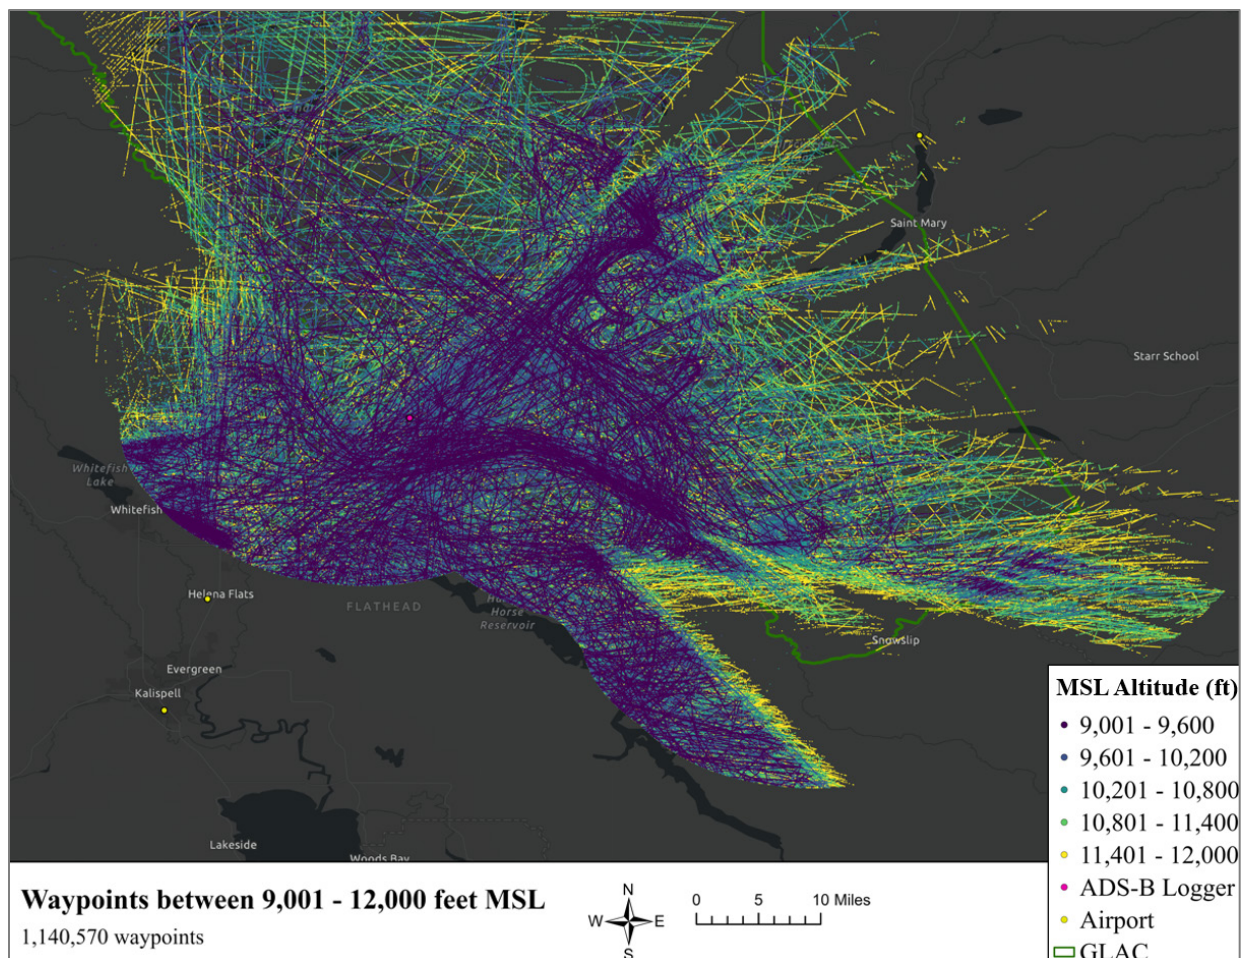 Saint Mary
Starr School
Whitefish
Lake
Whitefish
Helena Flats
FLATHEAD
Horse
Reservoir
Snowslip
Evergreen
Kalispell
Lakeside
Woods Bay
MSL Altitude (ft)
9,001 - 9,600
9,601 - 10,200
10,201 - 10,800
10,801 - 11,400
11,401 - 12,000
ADS-B Logger
Airport
GLAC
Waypoints between 9,001 - 12,000 feet MSL
1,140,570 waypoints
N
W E
S
0 5 10 Miles